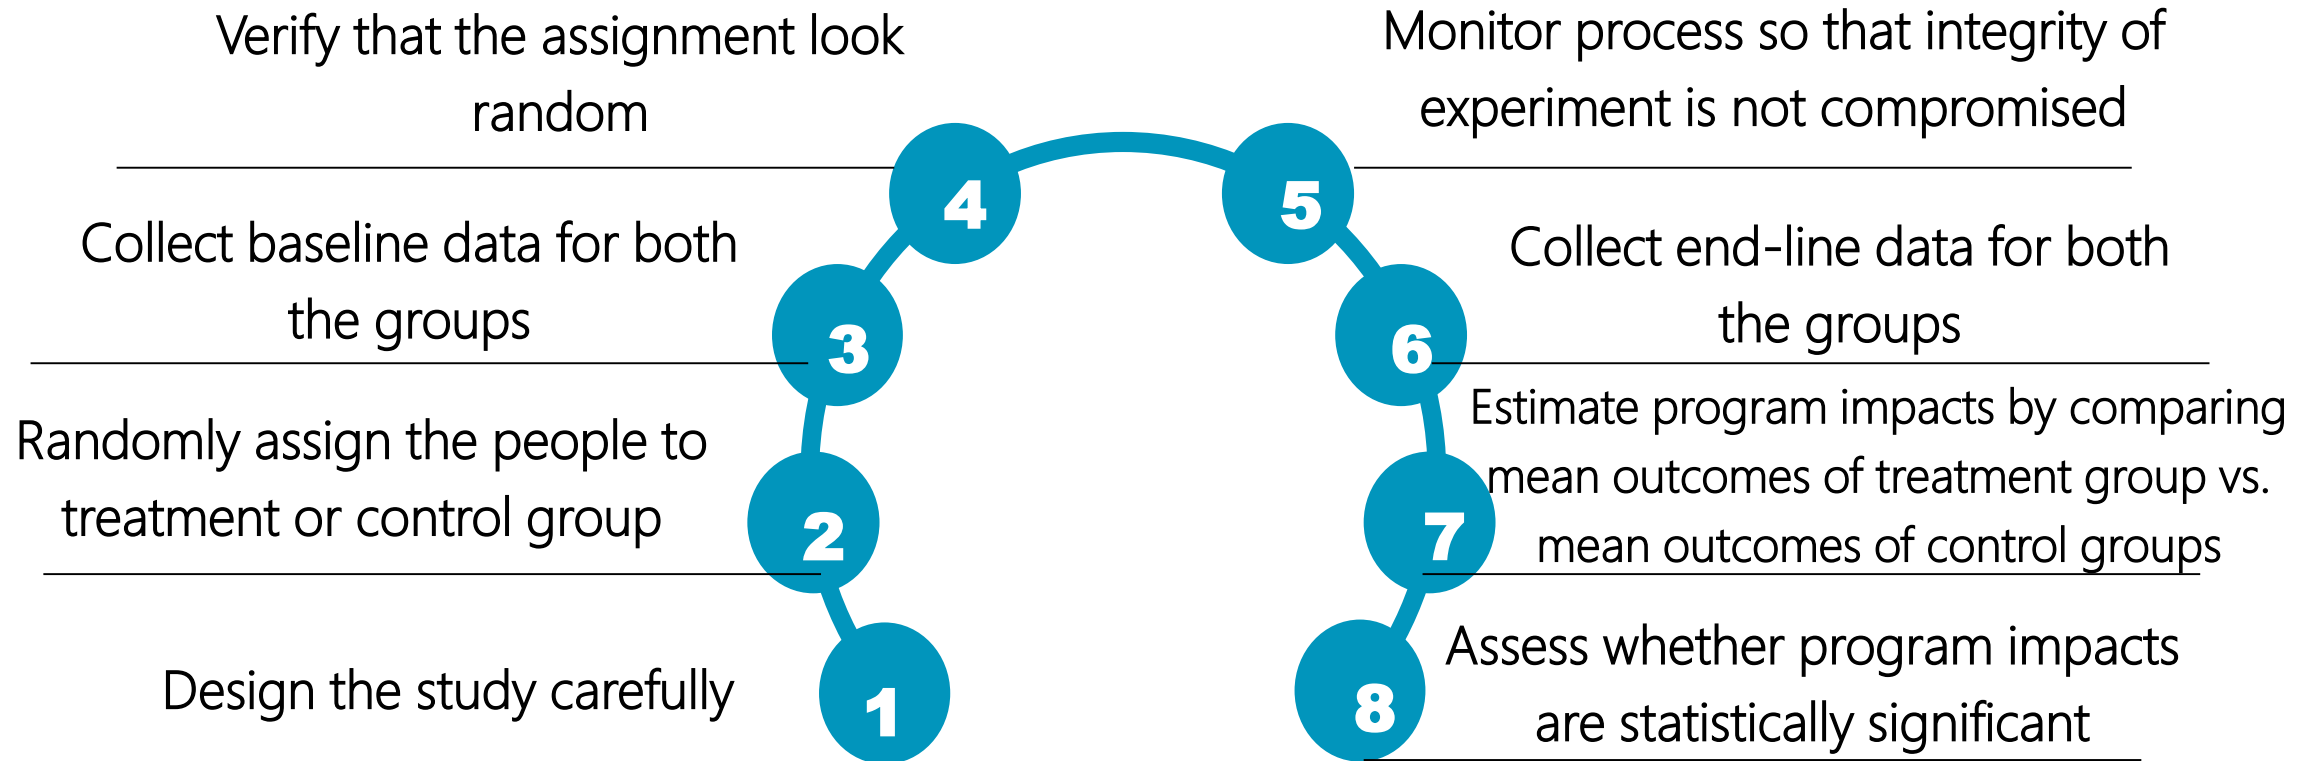 1
Design the study carefully
2
Randomly assign the people to
treatment or control group
3
Collect baseline data for both
the groups
4
Verify that the assignment look
random
5
Monitor process so that integrity of
experiment is not compromised
6
Collect end-line data for both
the groups
7
Estimate program impacts by comparing
mean outcomes of treatment group vs.
mean outcomes of control groups
8
Assess whether program impacts
are statistically significant